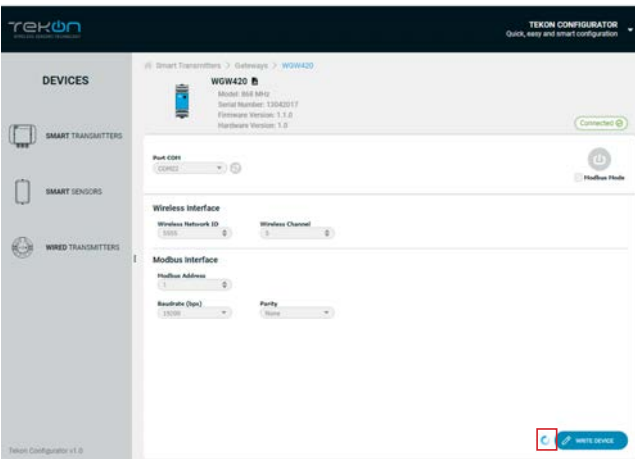 Tekon
WIRELESS SENSORS TECHNOLOGY
TEKON CONFIGURATOR
Quick, easy and smart configuration
DEVICES
SMART TRANSMITTERS
SMART SENSORS
WIRED TRANSMITTERS
Tekon Configurator v1.0
Smart Transmitters > Gateways > WGW420
WGW420
Model: 868 MHz
Serial Number: 13042017
Firmware Version: 1.1.0
Hardware Version: 1.0
Connected
Port COM
COM22
Modbus Mode
Wireless Interface
Wireless Network ID
Wireless Channel
5555
5
Modbus Interface
Modbus Address
1
Baudrate (bps)
Parity
19200
None
WRITE DEVICE